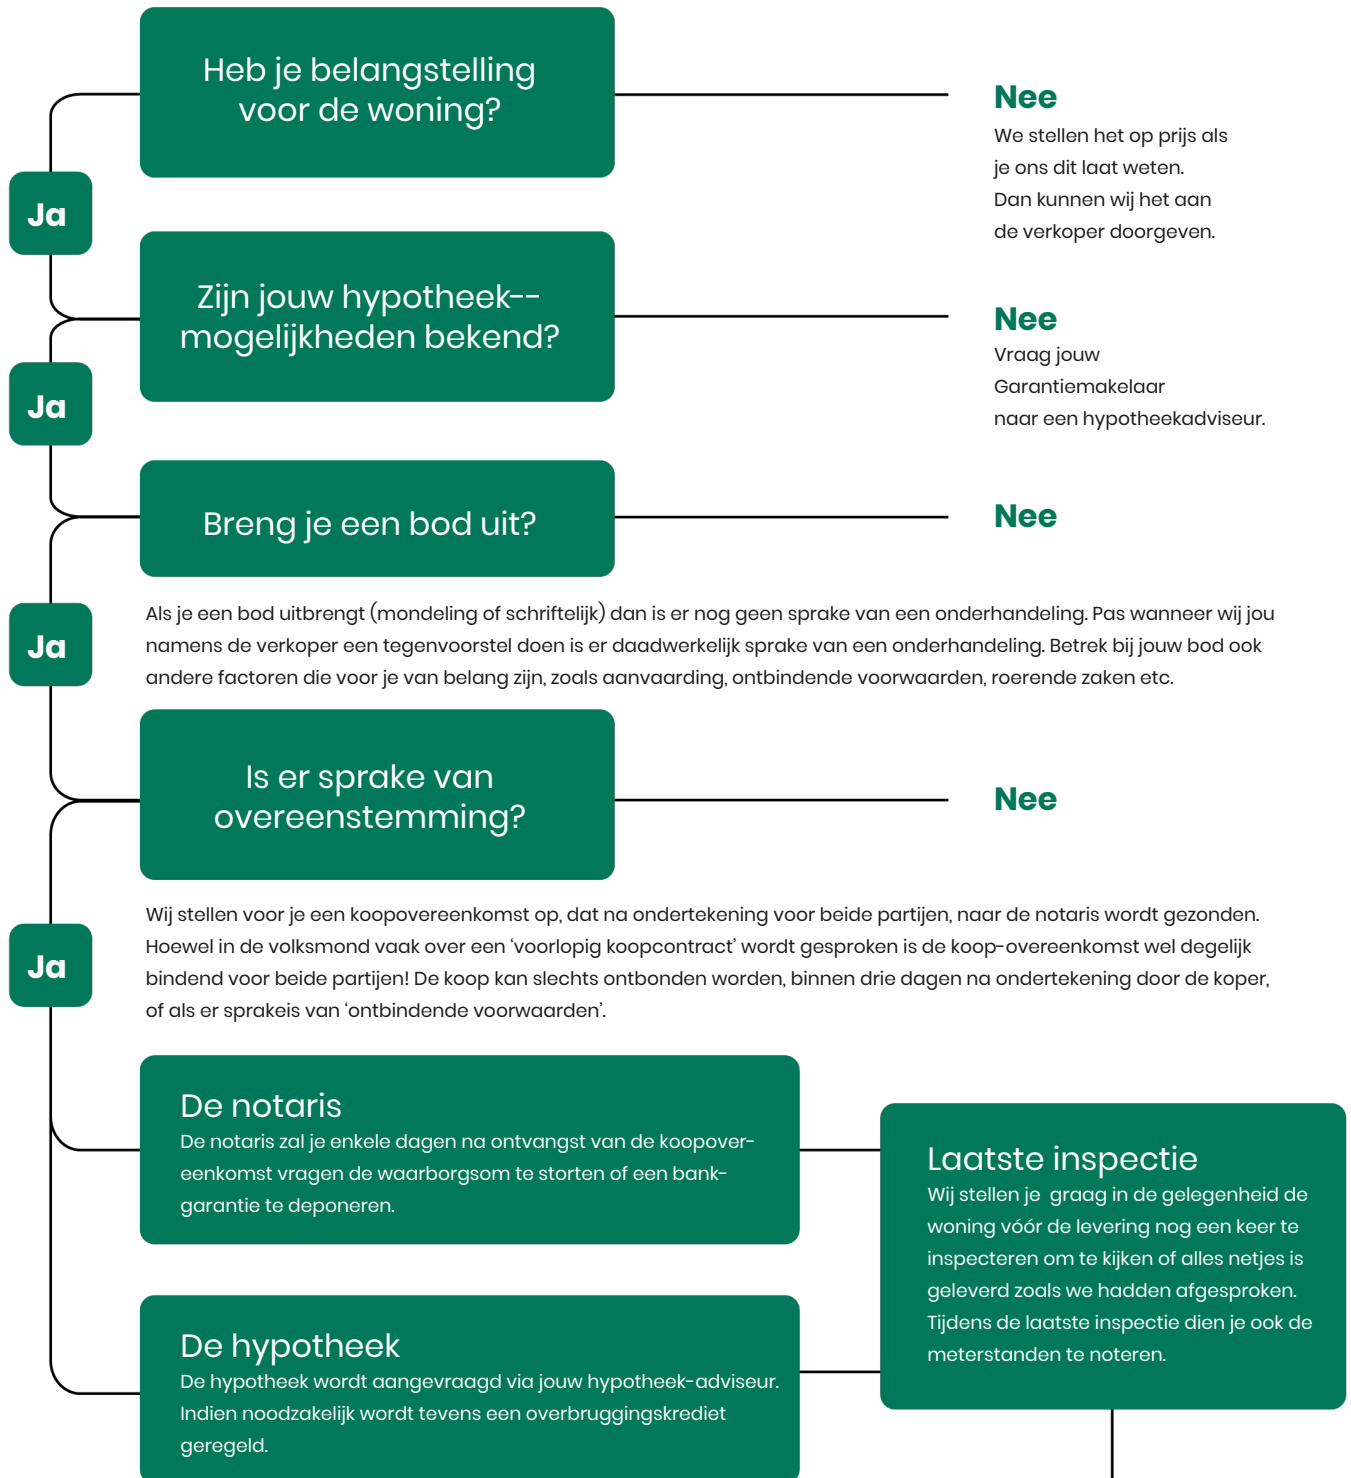 Heb je belangstelling
voor de woning?
Nee
We stellen het op prijs als
je ons dit laat weten.
Dan kunnen wij het aan
de verkoper doorgeven.
Ja
Zijn jouw hypotheek--
mogelijkheden bekend?
Nee
Vraag jouw
Garantiemakelaar
naar een hypotheekadviseur.
Ja
Breng je een bod uit?
Nee
Ja
Als je een bod uitbrengt (mondeling of schriftelijk) dan is er nog geen sprake van een onderhandeling. Pas wanneer wij jou
namens de verkoper een tegenvoorstel doen is er daadwerkelijk sprake van een onderhandeling. Betrek bij jouw bod ook
andere factoren die voor je van belang zijn, zoals aanvaarding, ontbindende voorwaarden, roerende zaken etc.
Is er sprake van
overeenstemming?
Nee
Ja
Wij stellen voor je een koopovereenkomst op, dat na ondertekening voor beide partijen, naar de notaris wordt gezonden.
Hoewel in de volksmond vaak over een ‘voorlopig koopcontract’ wordt gesproken is de koop-overeenkomst wel degelijk
bindend voor beide partijen! De koop kan slechts ontbonden worden, binnen drie dagen na ondertekening door de koper,
of als er sprakeis van ‘ontbindende voorwaarden’.
De notaris
De notaris zal je enkele dagen na ontvangst van de koopover-
eenkomst vragen de waarborgsom te storten of een bank-
garantie te deponeren.
Laatste inspectie
Wij stellen je graag in de gelegenheid de
woning vóór de levering nog een keer te
inspecteren om te kijken of alles netjes is
geleverd zoals we hadden afgesproken.
Tijdens de laatste inspectie dien je ook de
meterstanden te noteren.
De hypotheek
De hypotheek wordt aangevraagd via jouw hypotheek-adviseur.
Indien noodzakelijk wordt tevens een overbruggingskrediet
geregeld.